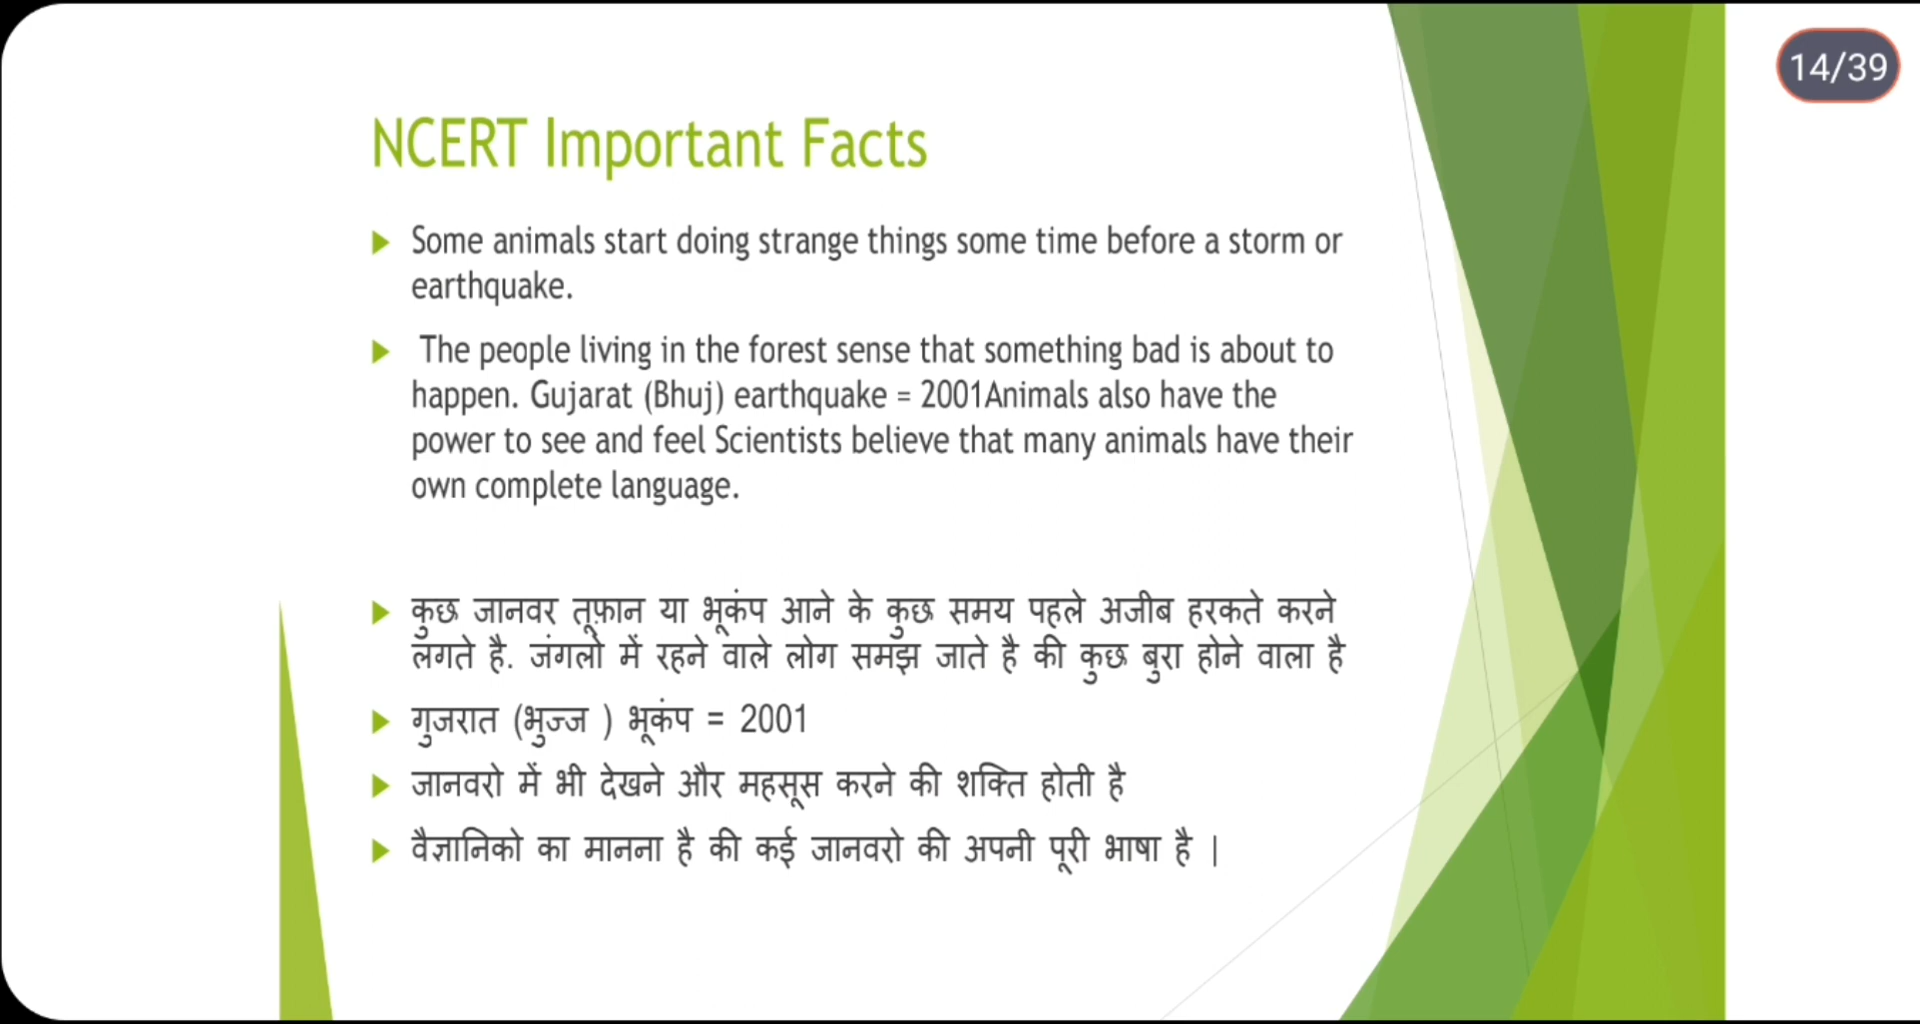 14/39
NCERT Important Facts
Some animals start doing strange things some time before a storm or
earthquake.
The people living in the forest sense that something bad is about to
happen. Gujarat (Bhuj) earthquake = 2001Animals also have the
power to see and feel Scientists believe that many animals have their
own complete language.
कुछ जानवर तूफ़ान या भूकंप आने के कुछ समय पहले अजीब हरकते करने
लगते है. जंगलो में रहने वाले लोग समझ जाते है की कुछ बुरा होने वाला है
गुजरात (भुज्ज ) भूकंप = 2001
जानवरो में भी देखने और महसूस करने की शक्ति होती है
वैज्ञानिको का मानना है की कई जानवरो की अपनी पूरी भाषा है |